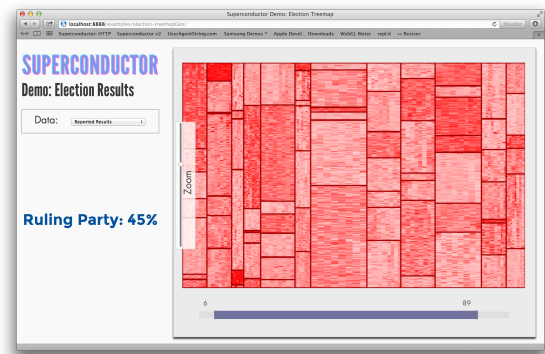 Superconductor Demo: Election Treemap
localhost:8888/examples/election-treemapGen/
Reader
Superconductor-HTTP Superconductor v2 UserAgentString.com Samsung Demos Apple Devel... Downloads WebGL Water repl.it Resizer
SUPERCONDUCTOR
Demo: Election Results
Data: Reported Results
Zoom
Ruling Party: 45%
6 89